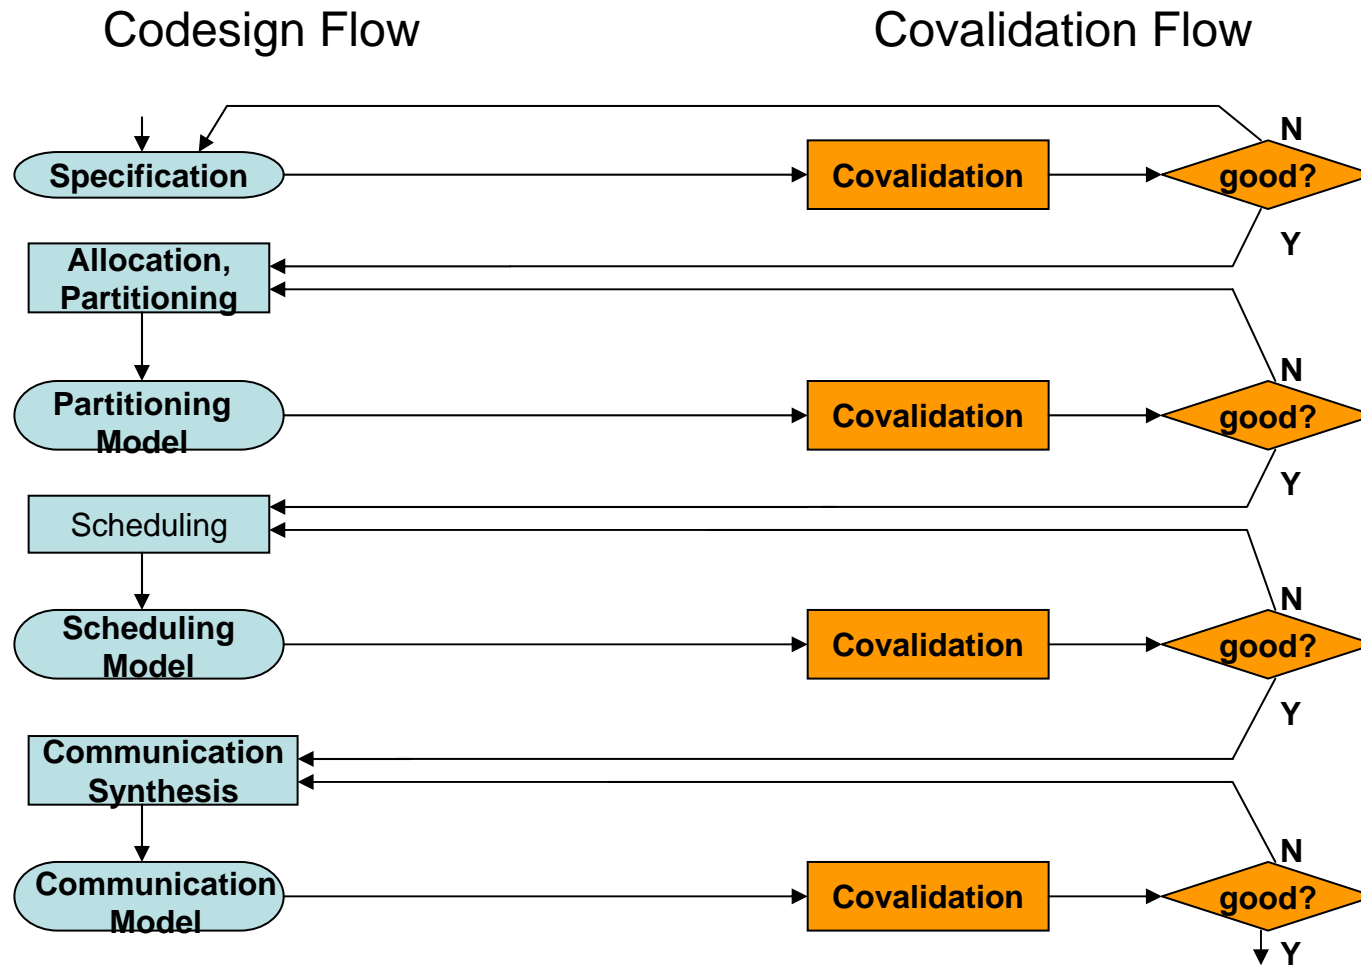 Codesign Flow
Covalidation Flow
N
Specification
Covalidation
good?
Y
Allocation,
Partitioning
N
Partitioning
Model
Covalidation
good?
Y
Scheduling
N
Scheduling
Model
Covalidation
good?
Y
Communication
Synthesis
N
Communication
Model
Covalidation
good?
Y